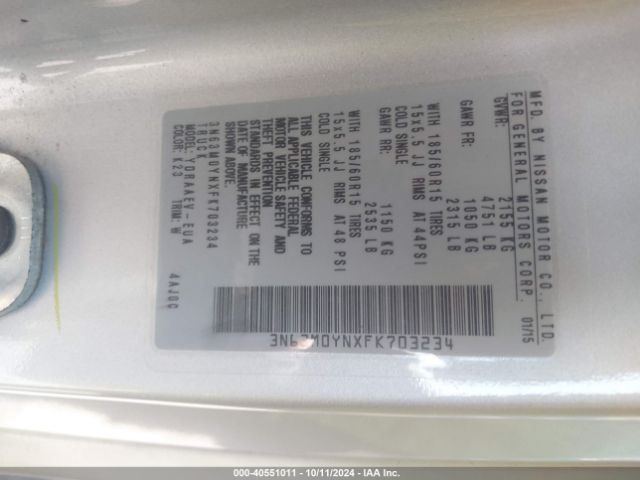 MFD. BY NISSAN MOTOR CO., LTD.
FOR GENERAL MOTORS CORP. 01/15
GVWR: 2155 KG
4751 LB
GAWR FR: 1050 KG
2315 LB
WITH 185/60R15 TIRES
15x5.5 JJ RIMS AT 44PSI
COLD SINGLE
GAWR RR: 1150 KG
2535 LB
WITH 185/60R15 TIRES
15x5.5 JJ RIMS AT 48 PSI
COLD SINGLE
THIS VEHICLE CONFORMS TO
ALL APPLICABLE FEDERAL
MOTOR VEHICLE SAFETY AND
THEFT PREVENTION
STANDARDS IN EFFECT ON THE
DATE OF MANUFACTURE
SHOWN ABOVE.
3N63M0YNXFK703234
TRUCK
YDRAAEV-EUA
COLOR: K23 TRIM: W
4AJ0C
3N63M0YNXFK703234
000-40551011 - 10/11/2024 - IAAI.COM